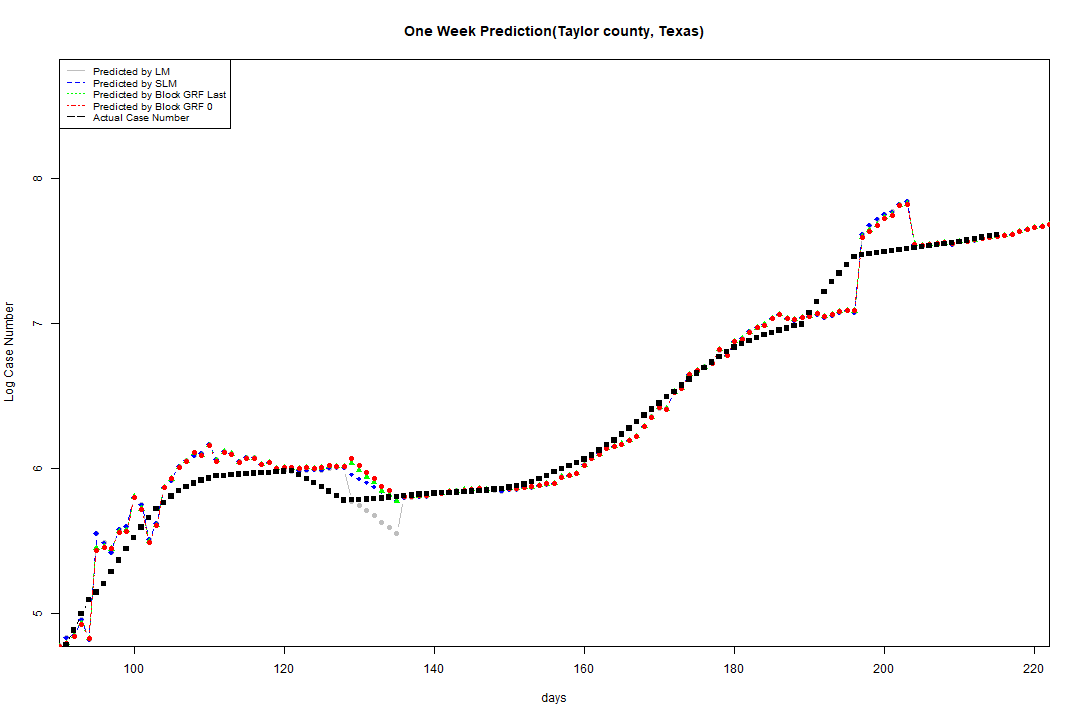 One Week Prediction(Taylor county, Texas)
Predicted by LM
Predicted by SLM
Predicted by Block GRF Last
Predicted by Block GRF 0
Actual Case Number
8
7
6
5
Log Case Number
100 120 140 160 180 200 220
days